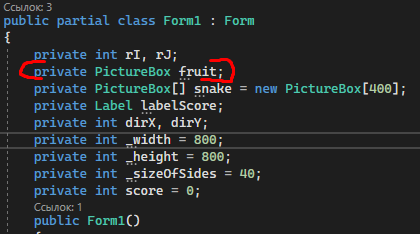 Ссылок: 3
public partial class Form1 : Form
{
private int rI, rJ;
private PictureBox fruit;
private PictureBox[] snake = new PictureBox[400];
private Label labelScore;
private int dirX, dirY;
private int _width = 800;
private int _height = 800;
private int _sizeOfSides = 40;
private int score = 0;
Ссылок: 1
public Form1()
{